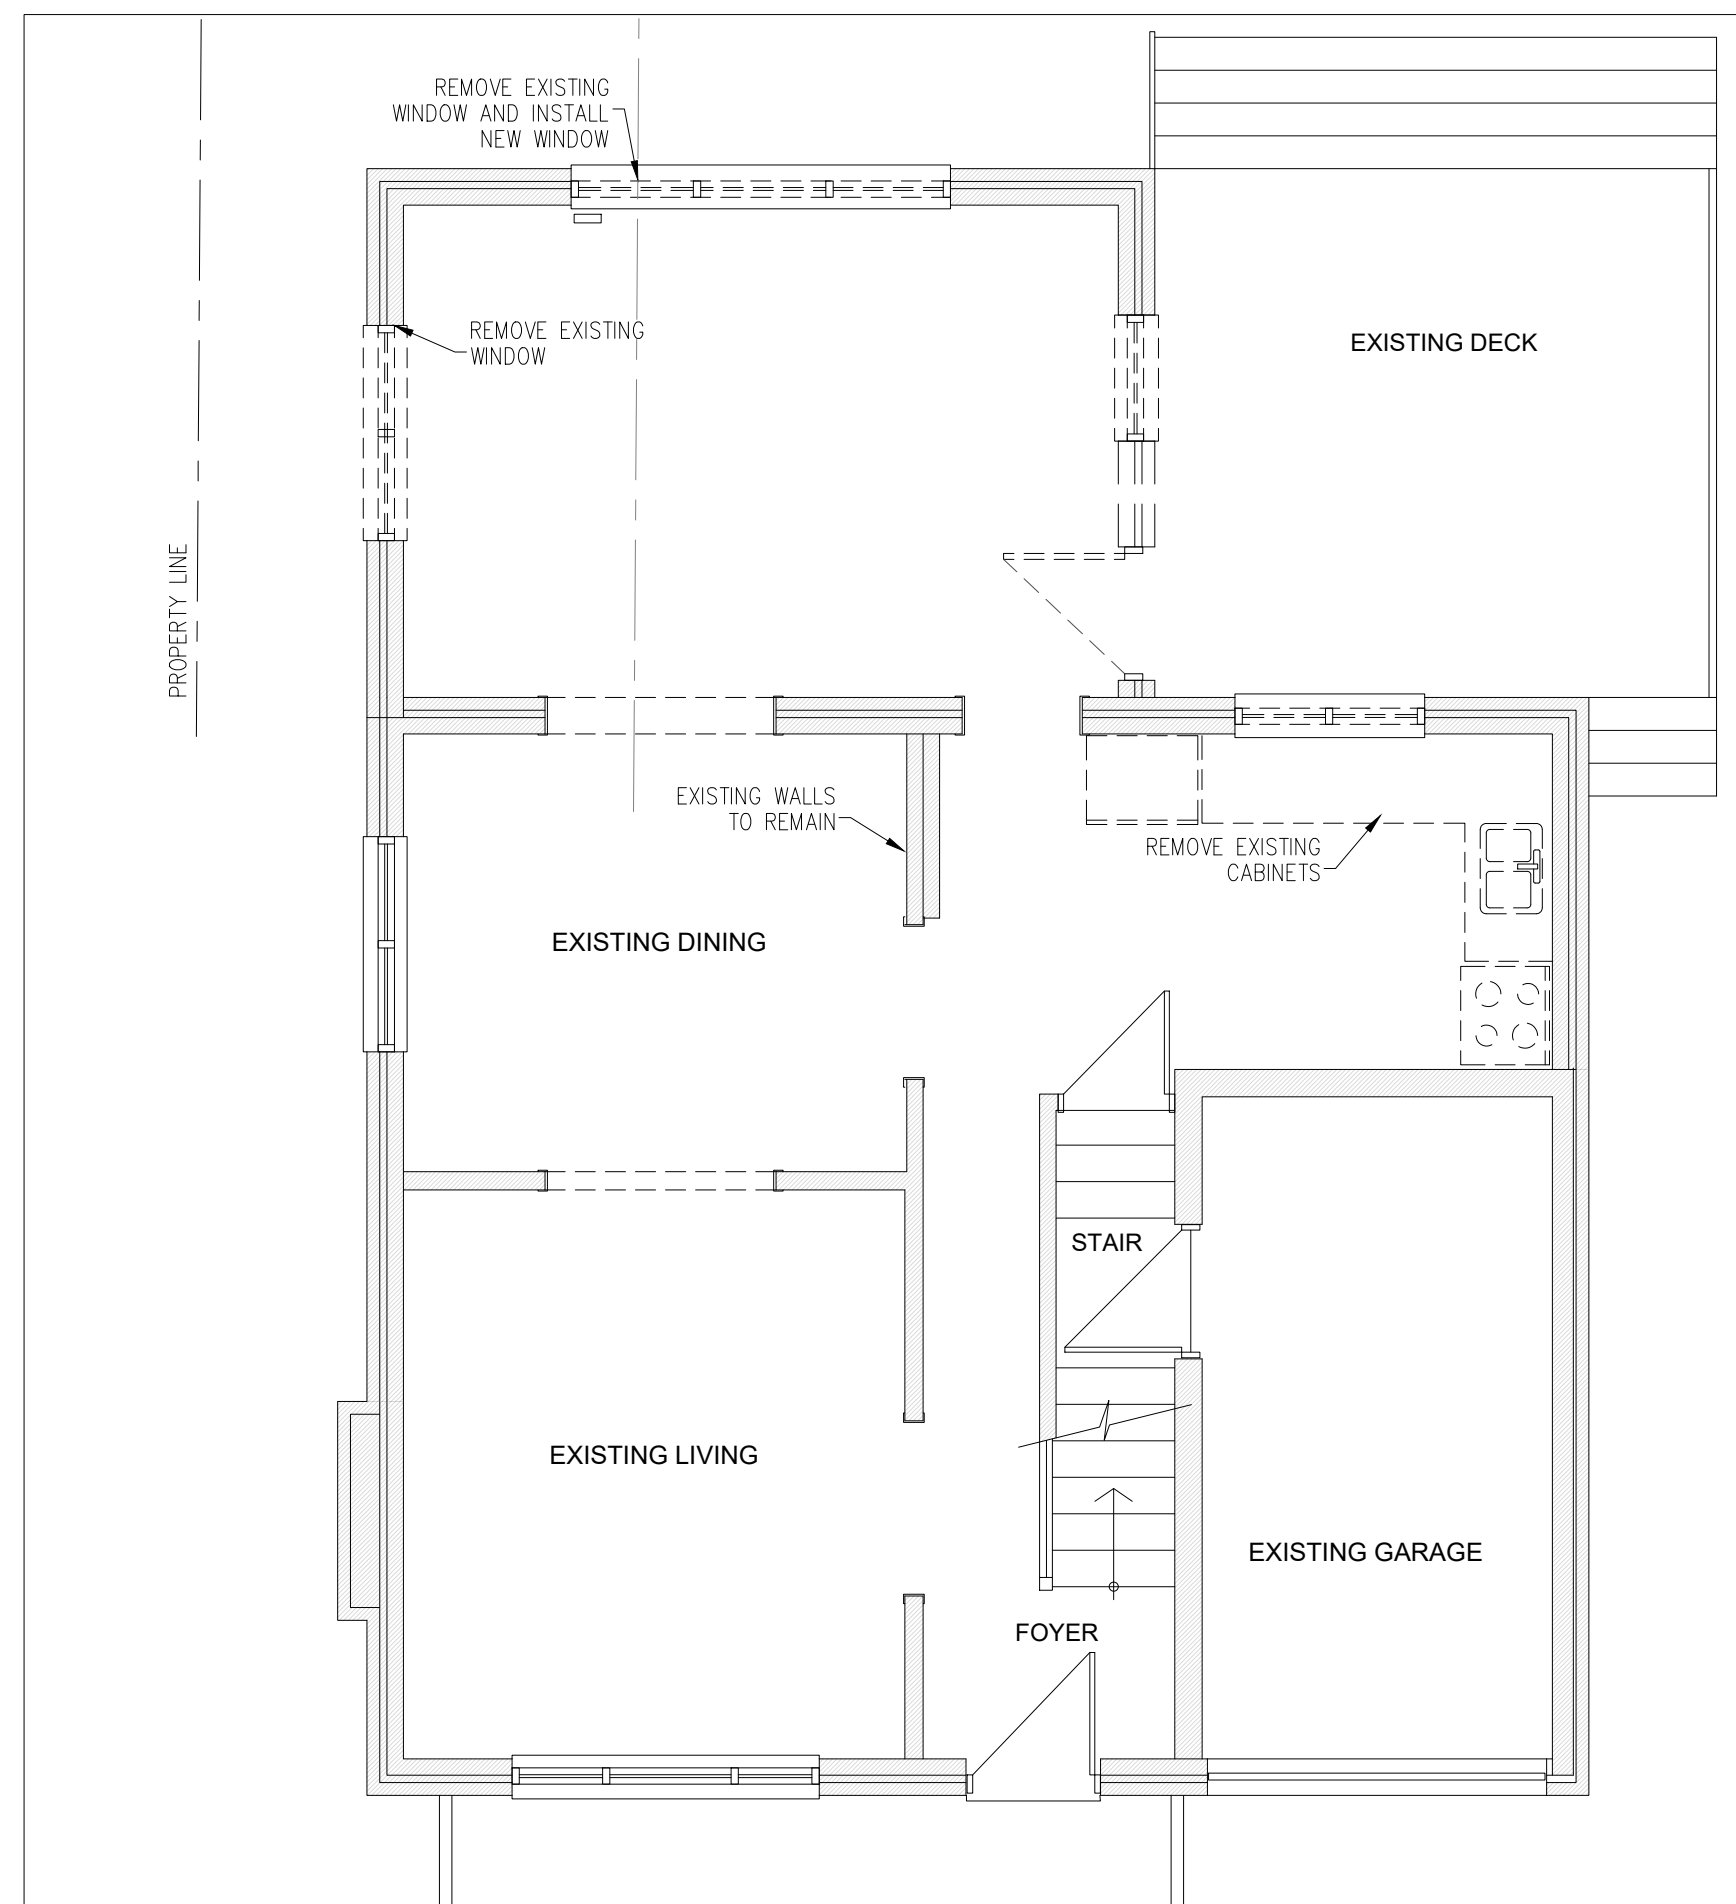 REMOVE EXISTING
WINDOW AND INSTALL
NEW WINDOW
REMOVE EXISTING
WINDOW
EXISTING DECK
PROPERTY LINE
EXISTING WALLS
TO REMAIN
REMOVE EXISTING
CABINETS
EXISTING DINING
STAIR
EXISTING LIVING
EXISTING GARAGE
FOYER